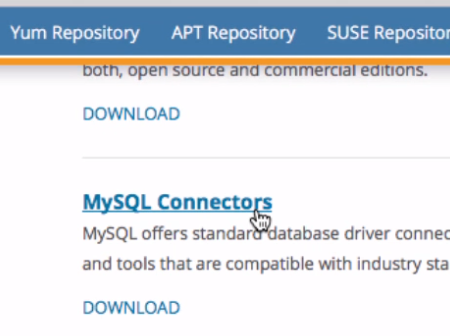 Yum Repository APT Repository SUSE Repositor
both, open source and commercial editions.
DOWNLOAD
MySQL Connectors
MySQL offers standard database driver connec
and tools that are compatible with industry sta
DOWNLOAD